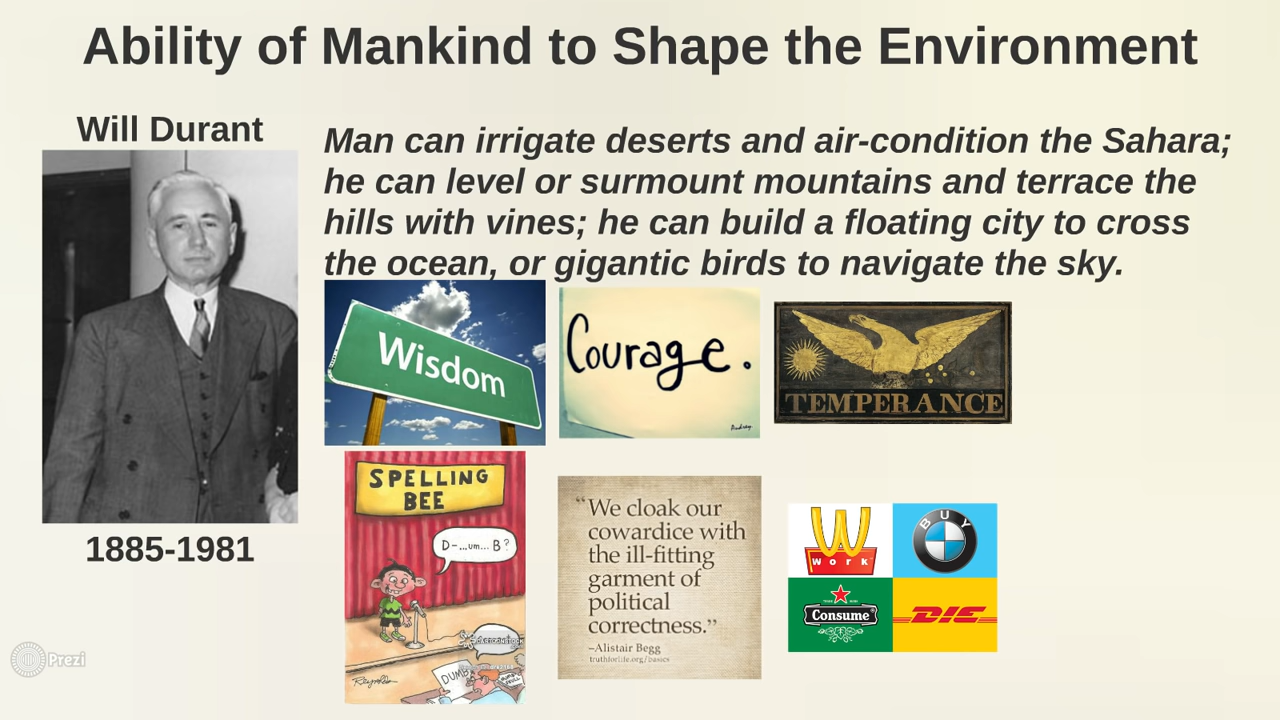 Ability of Mankind to Shape the Environment
Will Durant
Man can irrigate deserts and air-condition the Sahara;
he can level or surmount mountains and terrace the
hills with vines; he can build a floating city to cross
the ocean, or gigantic birds to navigate the sky.
1885-1981
Wisdom
Courage.
Audrey
TEMPERANCE
SPELLING
BEE
D-...um... B?
DUMB
Reynolds
“We cloak our
cowardice with
the ill-fitting
garment of
political
correctness.”
–Alistair Begg
truthforlife.org/basics
Work
BUY
Consume
DIE
Prezi